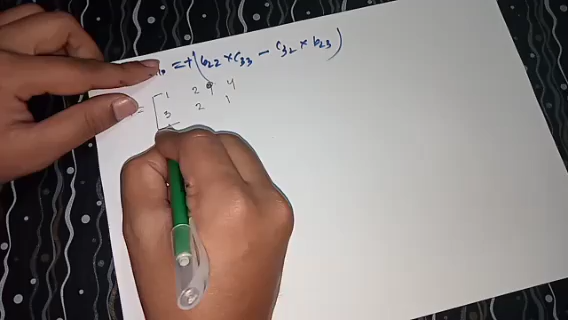 = + (b22 × c33 - c32 × b23)
= [ 1 2 4
3 2 1